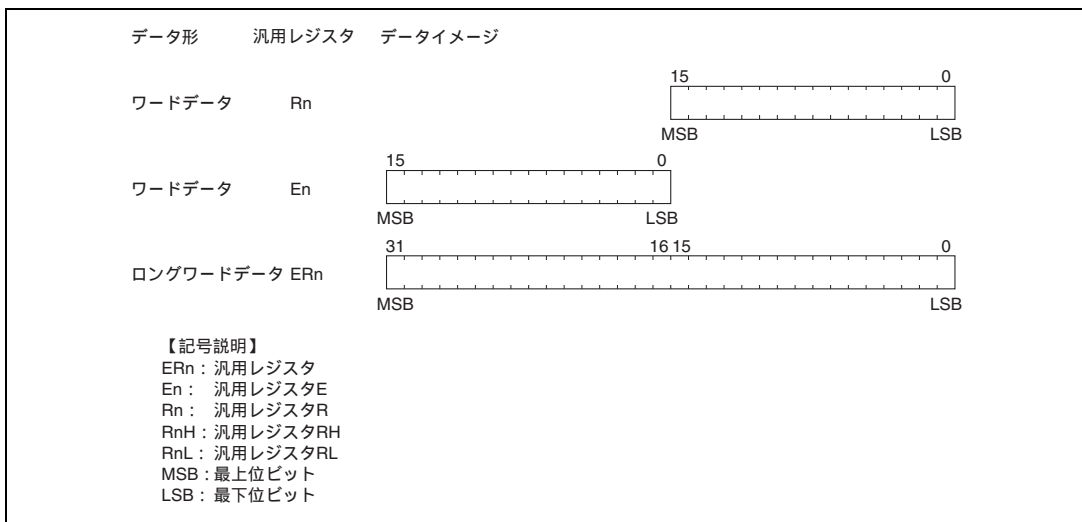 データ形 汎用レジスタ データイメージ
15 0
ワードデータ Rn
MSB LSB
15 0
ワードデータ En
MSB LSB
31 16 15 0
ロングワードデータ ERn
MSB LSB
【記号説明】
ERn : 汎用レジスタ
En : 汎用レジスタE
Rn : 汎用レジスタR
RnH : 汎用レジスタRH
RnL : 汎用レジスタRL
MSB : 最上位ビット
LSB : 最下位ビット